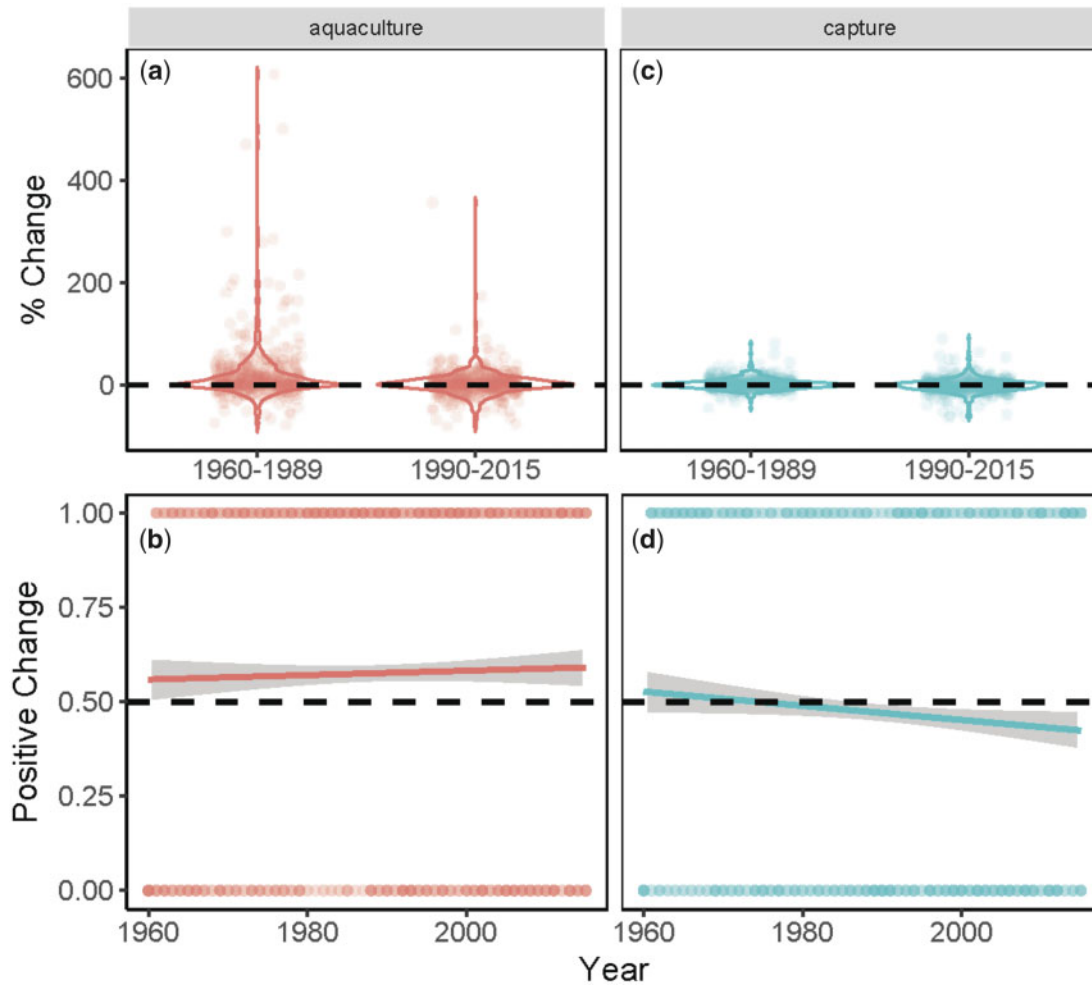 aquaculture
capture
(a)
(c)
600
400
200
0
% Change
1960-1989
1990-2015
1960-1989
1990-2015
(b)
(d)
1.00
0.75
0.50
0.25
0.00
Positive Change
1960
1980
2000
1960
1980
2000
Year